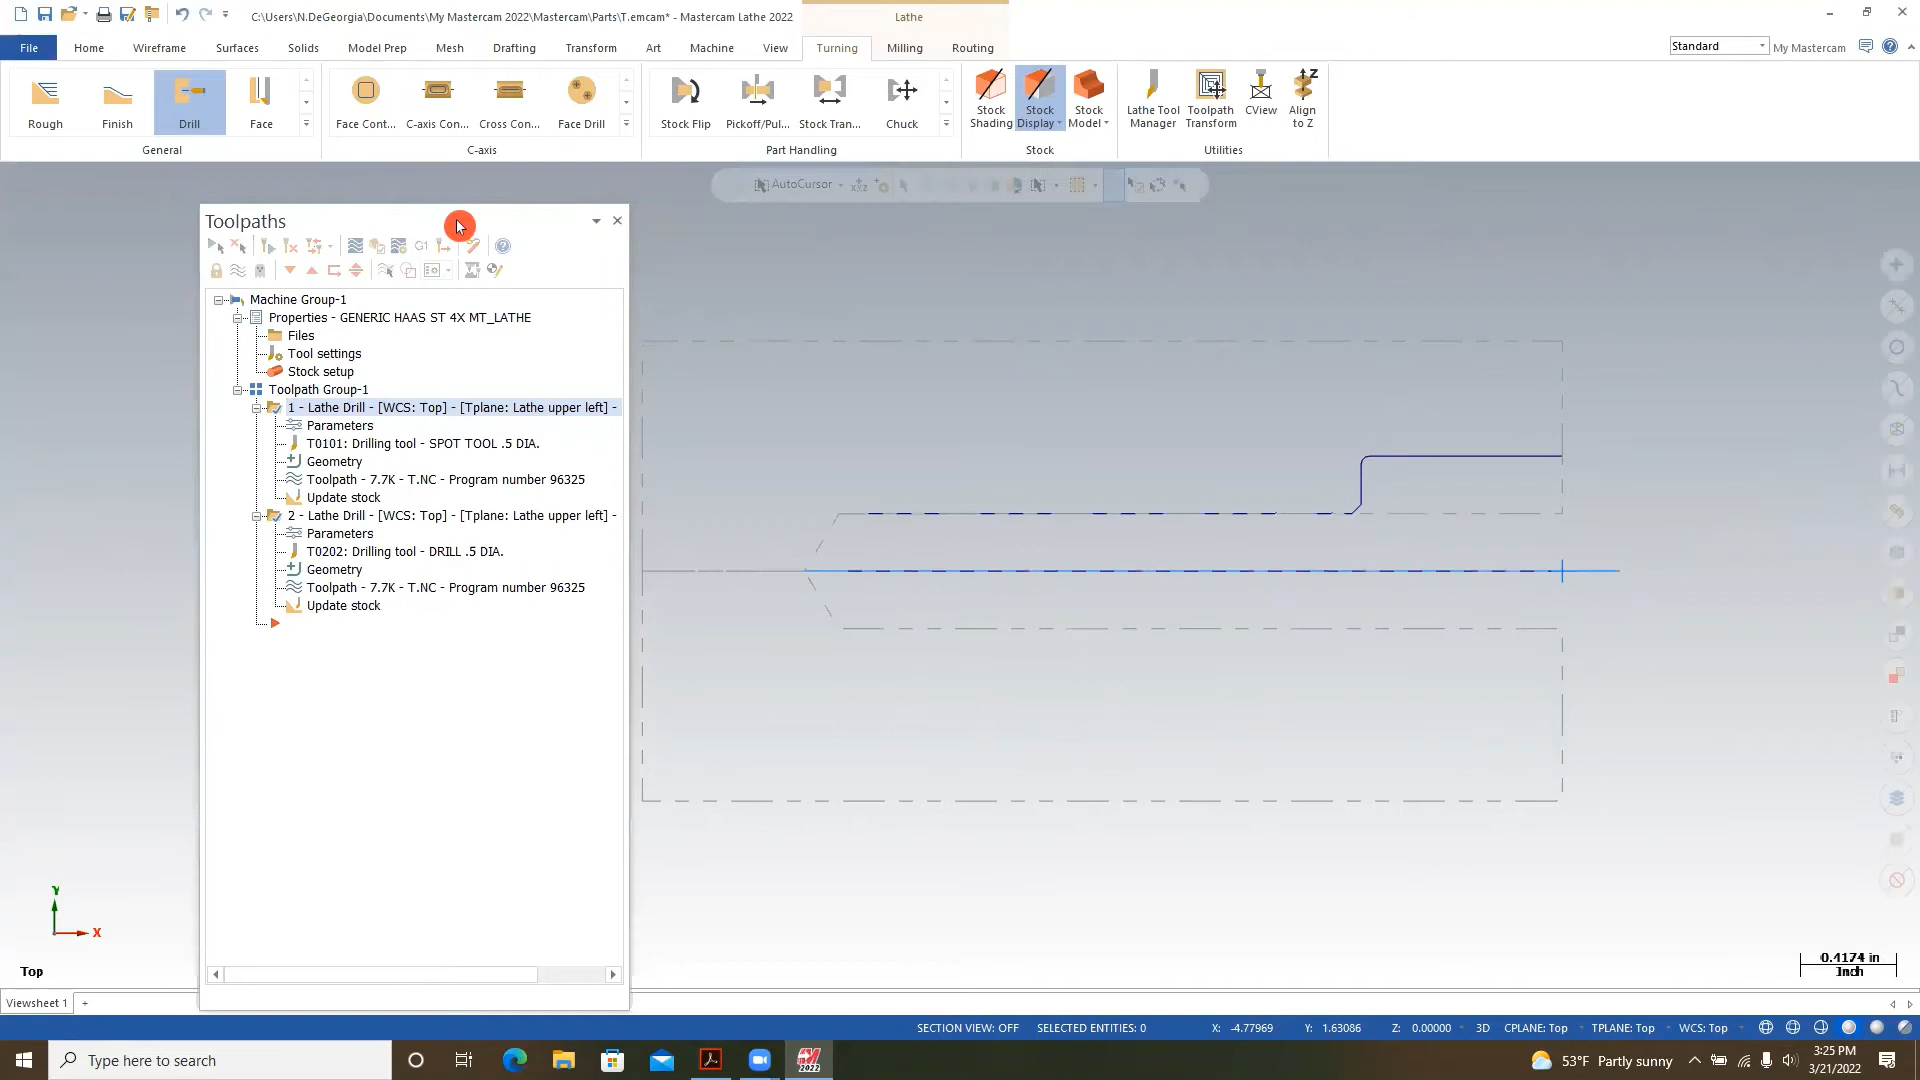 C:\Users\N.DeGeorgia\Documents\My Mastercam 2022\Mastercam\Parts\T.emcam* - Mastercam Lathe 2022
Lathe
File Home Wireframe Surfaces Solids Model Prep Mesh Drafting Transform Art Machine View Turning Milling Routing
Standard
My Mastercam
Rough Finish Drill Face
General
Face Cont... C-axis Con... Cross Con... Face Drill
C-axis
Stock Flip Pickoff/Pul... Stock Tran... Chuck
Part Handling
Stock Shading
Stock Display
Stock Model
Stock
Lathe Tool Manager
Toolpath Transform
CView
Align to Z
Utilities
AutoCursor
Toolpaths
G1
Machine Group-1
Properties - GENERIC HAAS ST 4X MT_LATHE
Files
Tool settings
Stock setup
Toolpath Group-1
1 - Lathe Drill - [WCS: Top] - [Tplane: Lathe upper left] -
Parameters
T0101: Drilling tool - SPOT TOOL .5 DIA.
Geometry
Toolpath - 7.7K - T.NC - Program number 96325
Update stock
2 - Lathe Drill - [WCS: Top] - [Tplane: Lathe upper left] -
Parameters
T0202: Drilling tool - DRILL .5 DIA.
Geometry
Toolpath - 7.7K - T.NC - Program number 96325
Update stock
Y
X
Top
0.4174 in
Inch
Viewsheet 1 +
SECTION VIEW: OFF SELECTED ENTITIES: 0 X: -4.77969 Y: 1.63086 Z: 0.00000 3D CPLANE: Top TPLANE: Top WCS: Top
Type here to search
2022
53°F Partly sunny
3:25 PM
3/21/2022